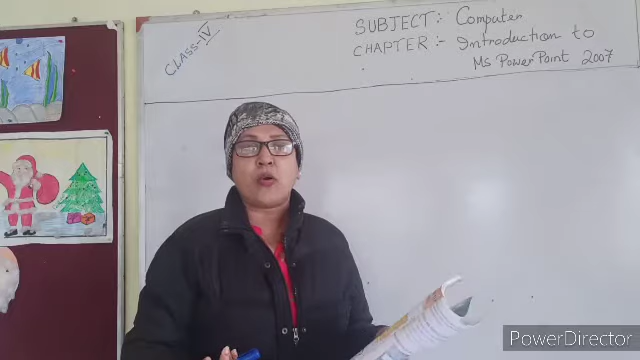 CLASS:- IV
SUBJECT:- Computer
CHAPTER:- Introduction to
Ms PowerPoint 2007
PowerDirector